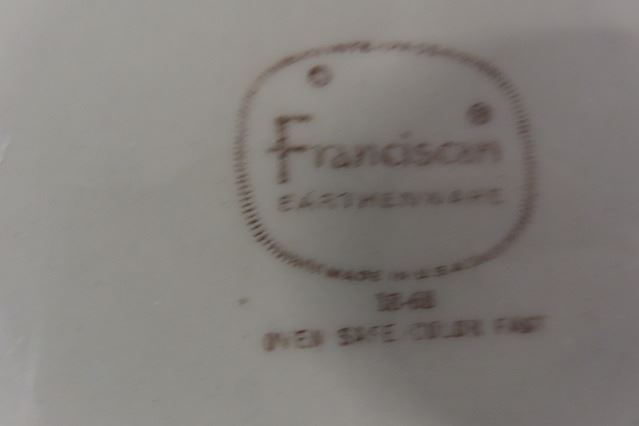 ©
®
Franciscan
EARTHENWARE
MADE IN U.S.A.
OVEN SAFE COLOR FAST